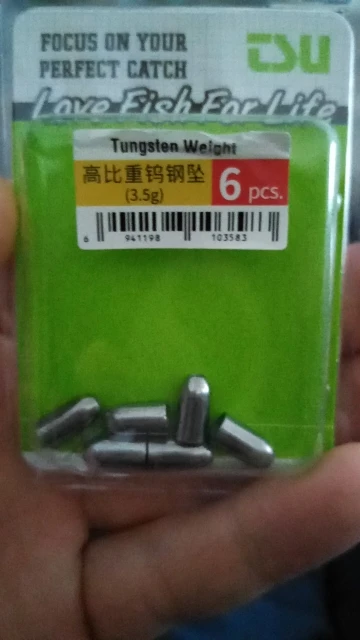 FOCUS ON YOUR
PERFECT CATCH
TSU
Love Fish For Life
Tungsten Weight
高比重钨钢坠
(3.5g)
6 pcs.
6 941198 103583